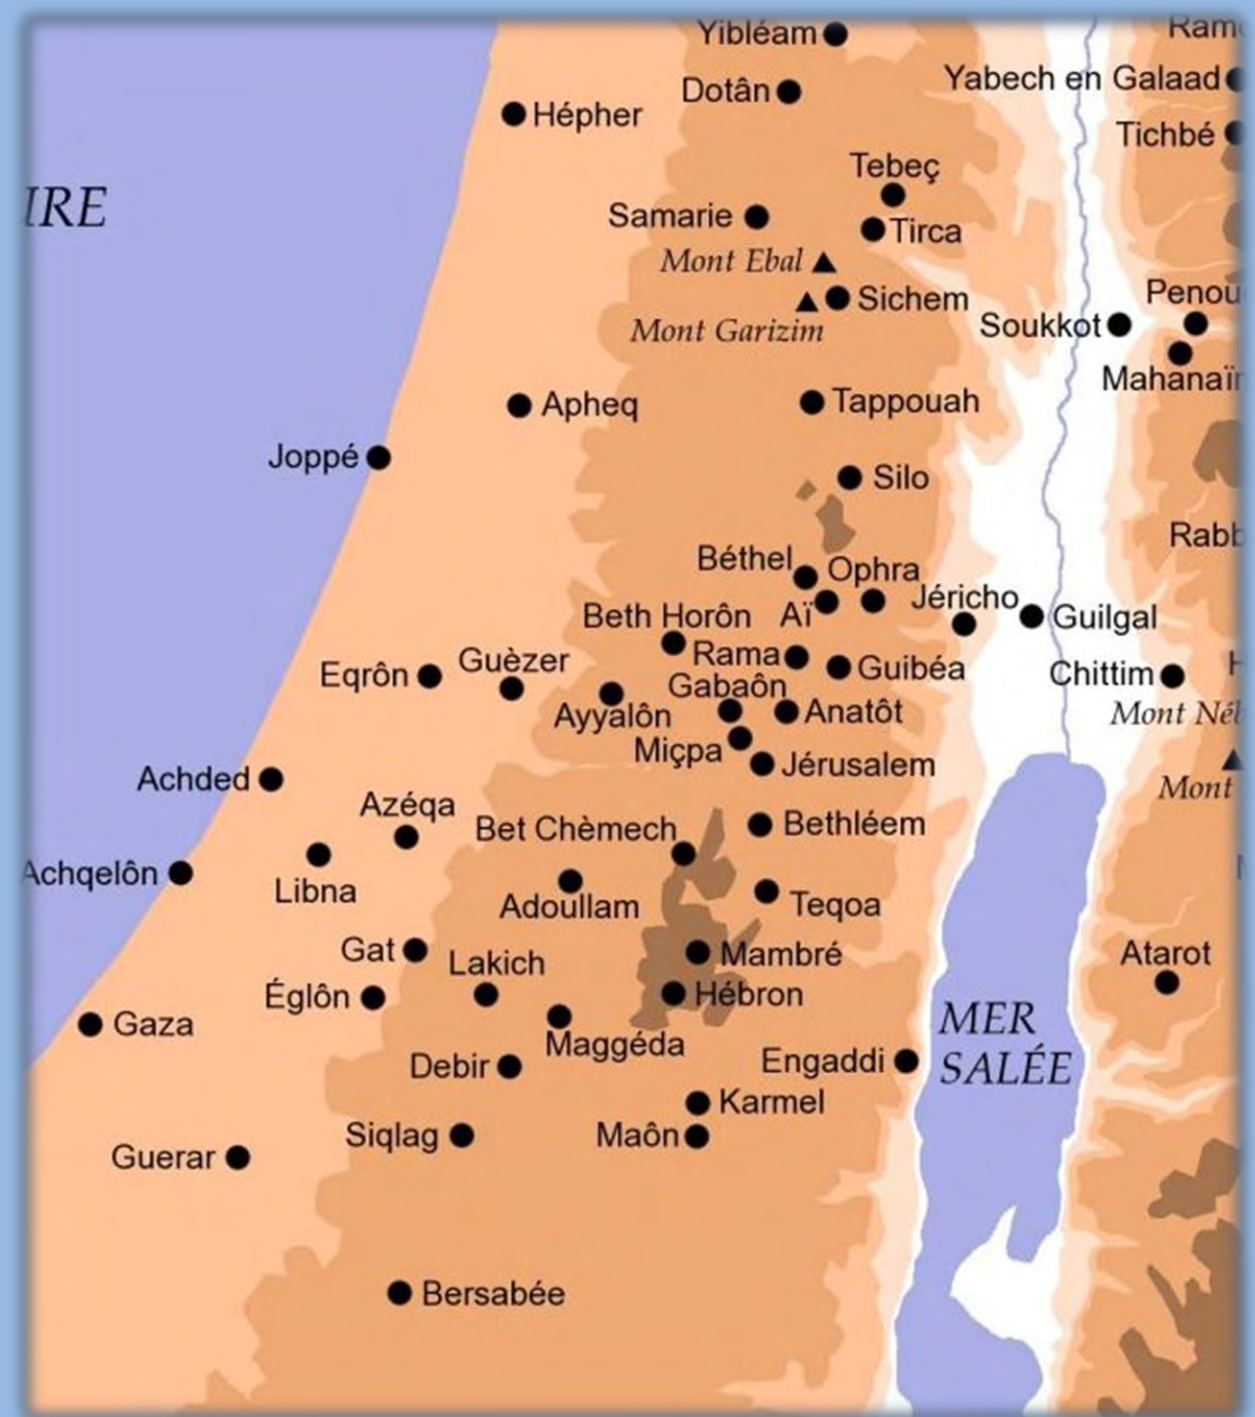 Yibléam
Yabech en Galaad
Dotân
Hépher
Tichbé
Tebeç
IRE
Samarie
Tirca
Mont Ebal
Sichem
Penou
Mont Garizim
Soukkot
Mahanaïn
Apheq
Tappouah
Joppé
Silo
Rabb
Béthel
Ophra
Jéricho
Beth Horôn
Aï
Guilgal
Rama
Guèzer
Guibéa
Eqrôn
Chittim
Gabaôn
Ayyalôn
Anatôt
Mont Néb
Miçpa
Jérusalem
Achded
Mont
Azéqa
Bet Chèmech
Bethléem
Achqelôn
Libna
Adoullam
Teqoa
Gat
Lakich
Mambré
Atarot
Églôn
Hébron
Gaza
MER
SALÉE
Maggéda
Debir
Engaddi
Karmel
Siqlag
Maôn
Guerar
Bersabée